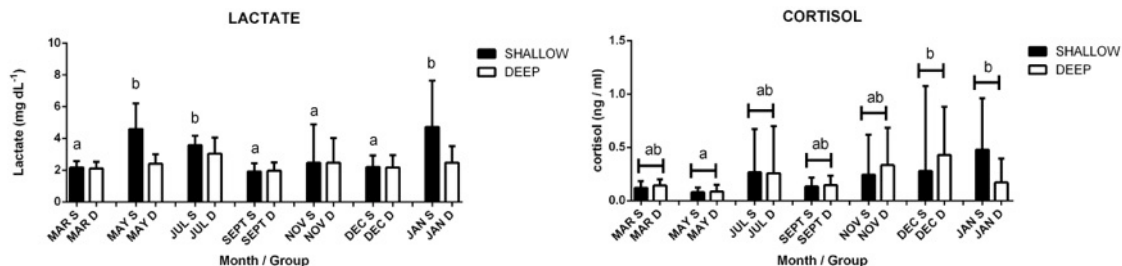 LACTATE
SHALLOW
DEEP
Lactate (mg dL⁻¹)
10
8
6
4
2
0
a
b
b
a
a
a
b
MAR S
MAR D
MAY S
MAY D
JUL S
JUL D
SEPT S
SEPT D
NOV S
NOV D
DEC S
DEC D
JAN S
JAN D
Month / Group
CORTISOL
SHALLOW
DEEP
cortisol (ng / ml)
1.5
1.0
0.5
0.0
ab
a
ab
ab
ab
b
b
MAR S
MAR D
MAY S
MAY D
JUL S
JUL D
SEPT S
SEPT D
NOV S
NOV D
DEC S
DEC D
JAN S
JAN D
Month / Group